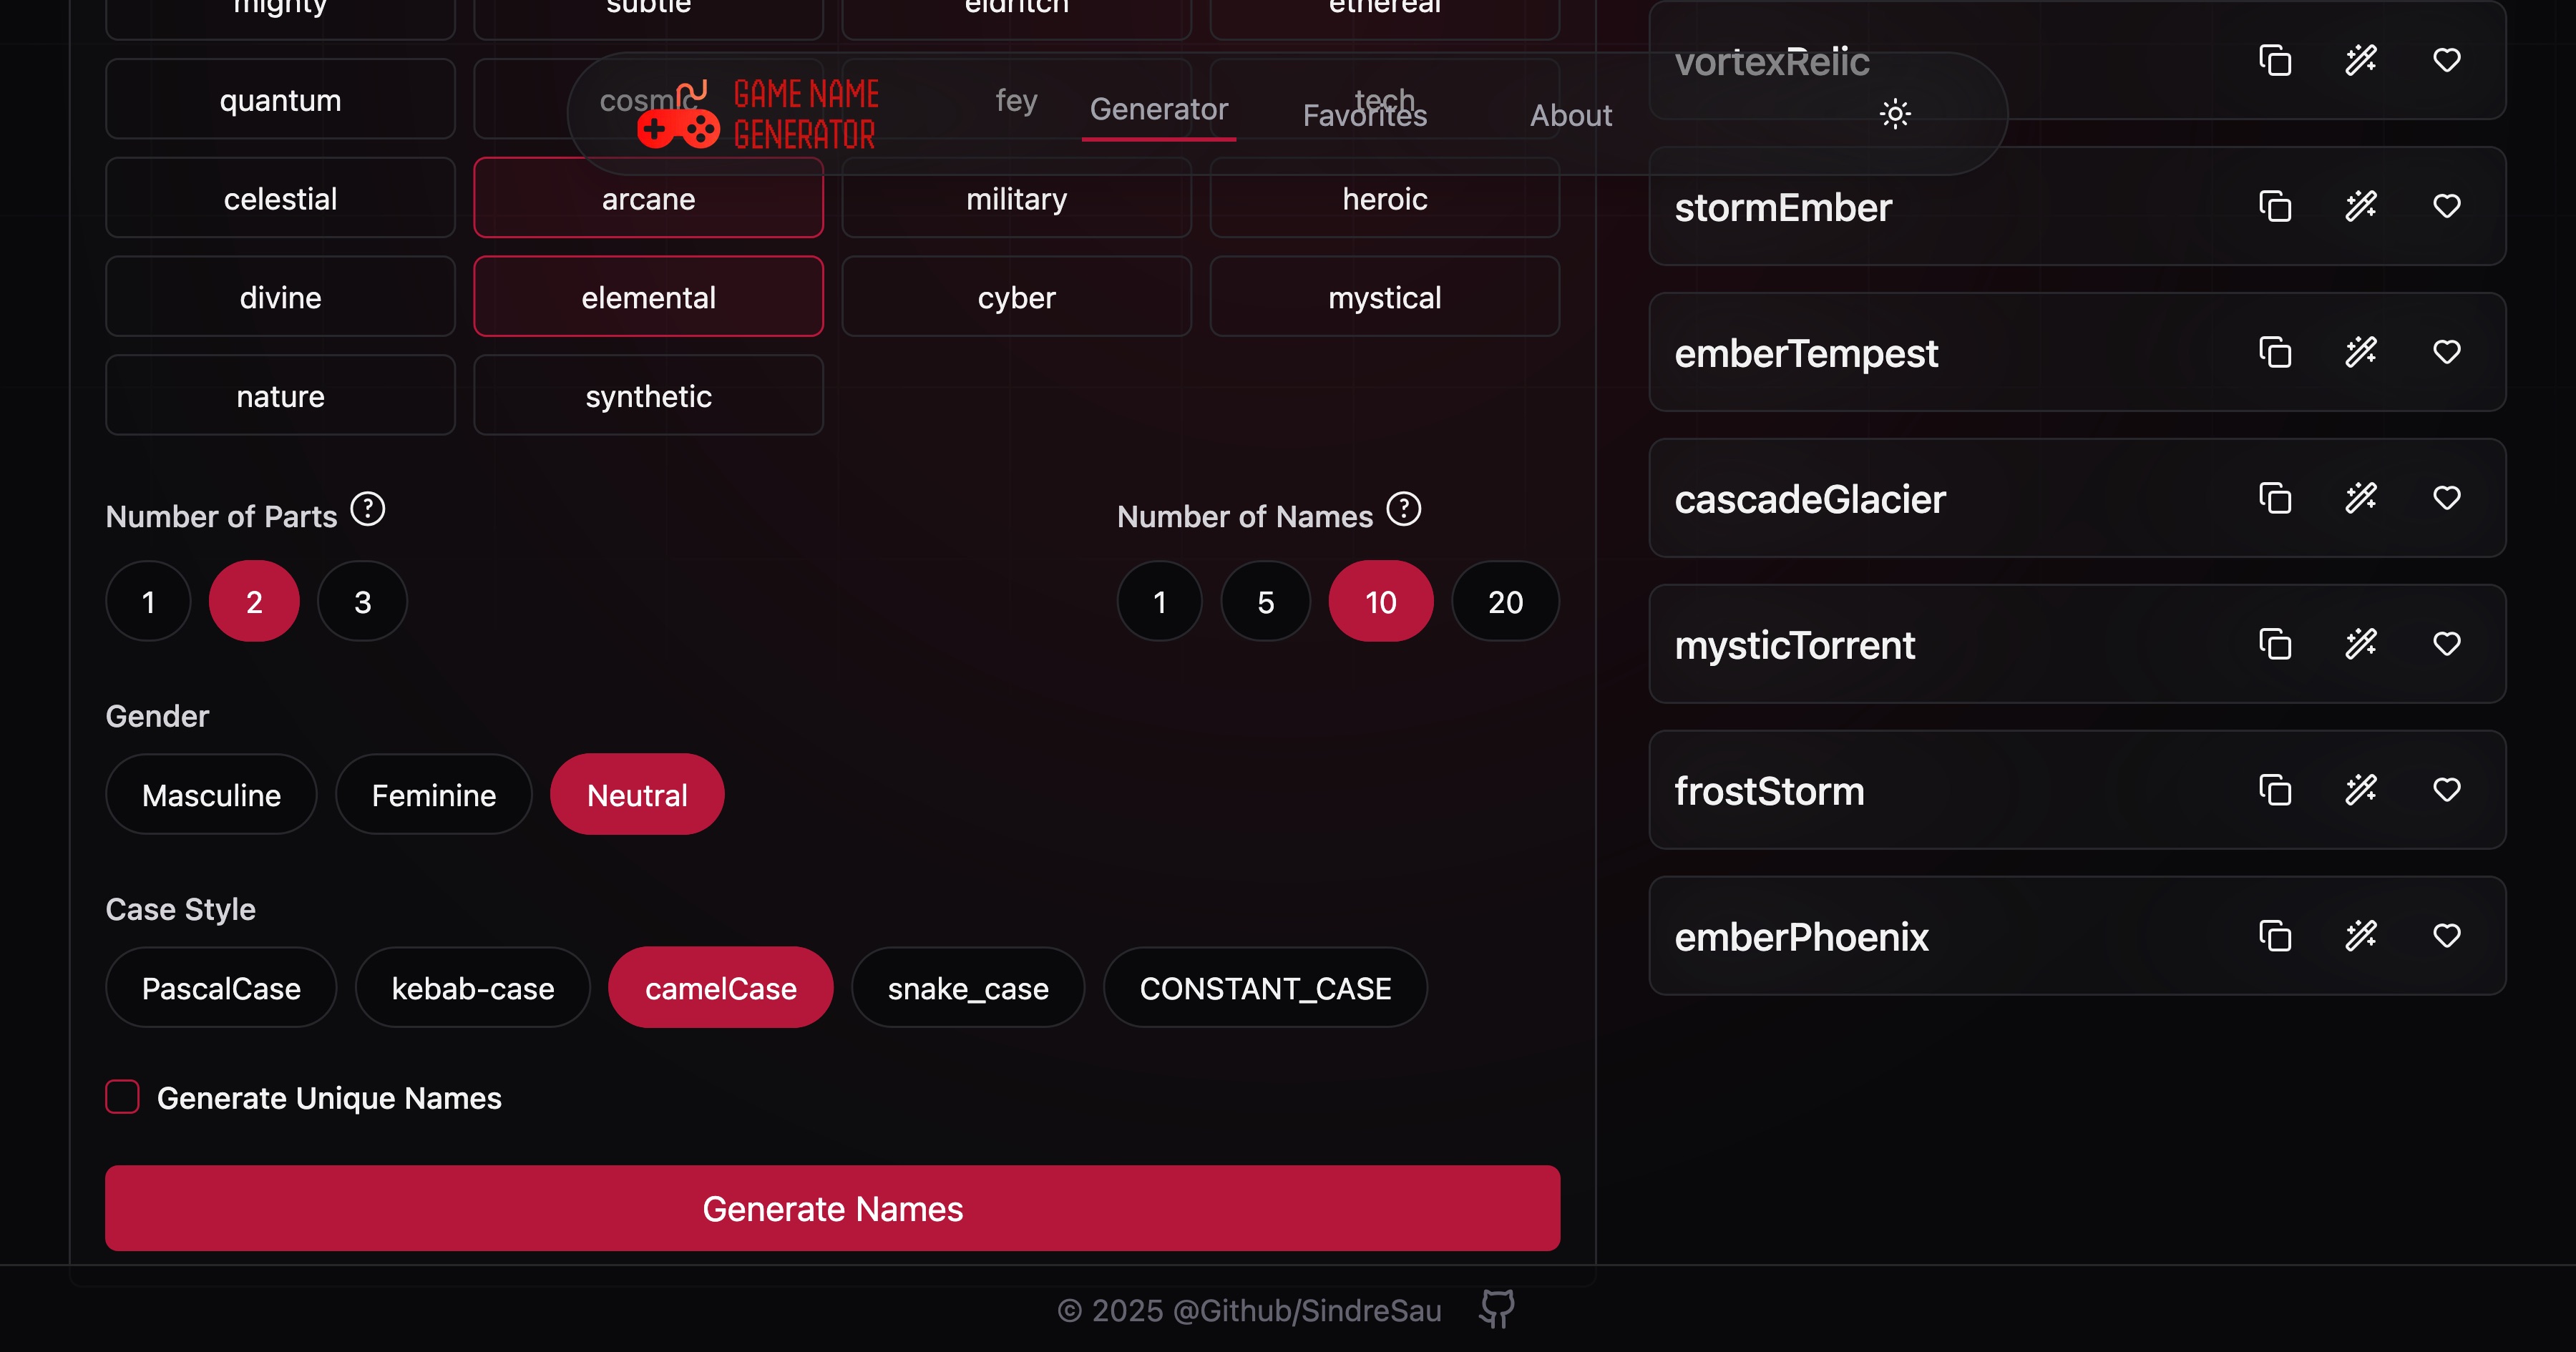 mighty
subtle
eldritch
ethereal
quantum
cosmic
fey
tech
GAME NAME
GENERATOR
Generator
Favorites
About
celestial
arcane
military
heroic
divine
elemental
cyber
mystical
nature
synthetic
Number of Parts
1
2
3
Number of Names
1
5
10
20
Gender
Masculine
Feminine
Neutral
Case Style
PascalCase
kebab-case
camelCase
snake_case
CONSTANT_CASE
Generate Unique Names
Generate Names
vortexRelic
stormEmber
emberTempest
cascadeGlacier
mysticTorrent
frostStorm
emberPhoenix
© 2025 @Github/SindreSau